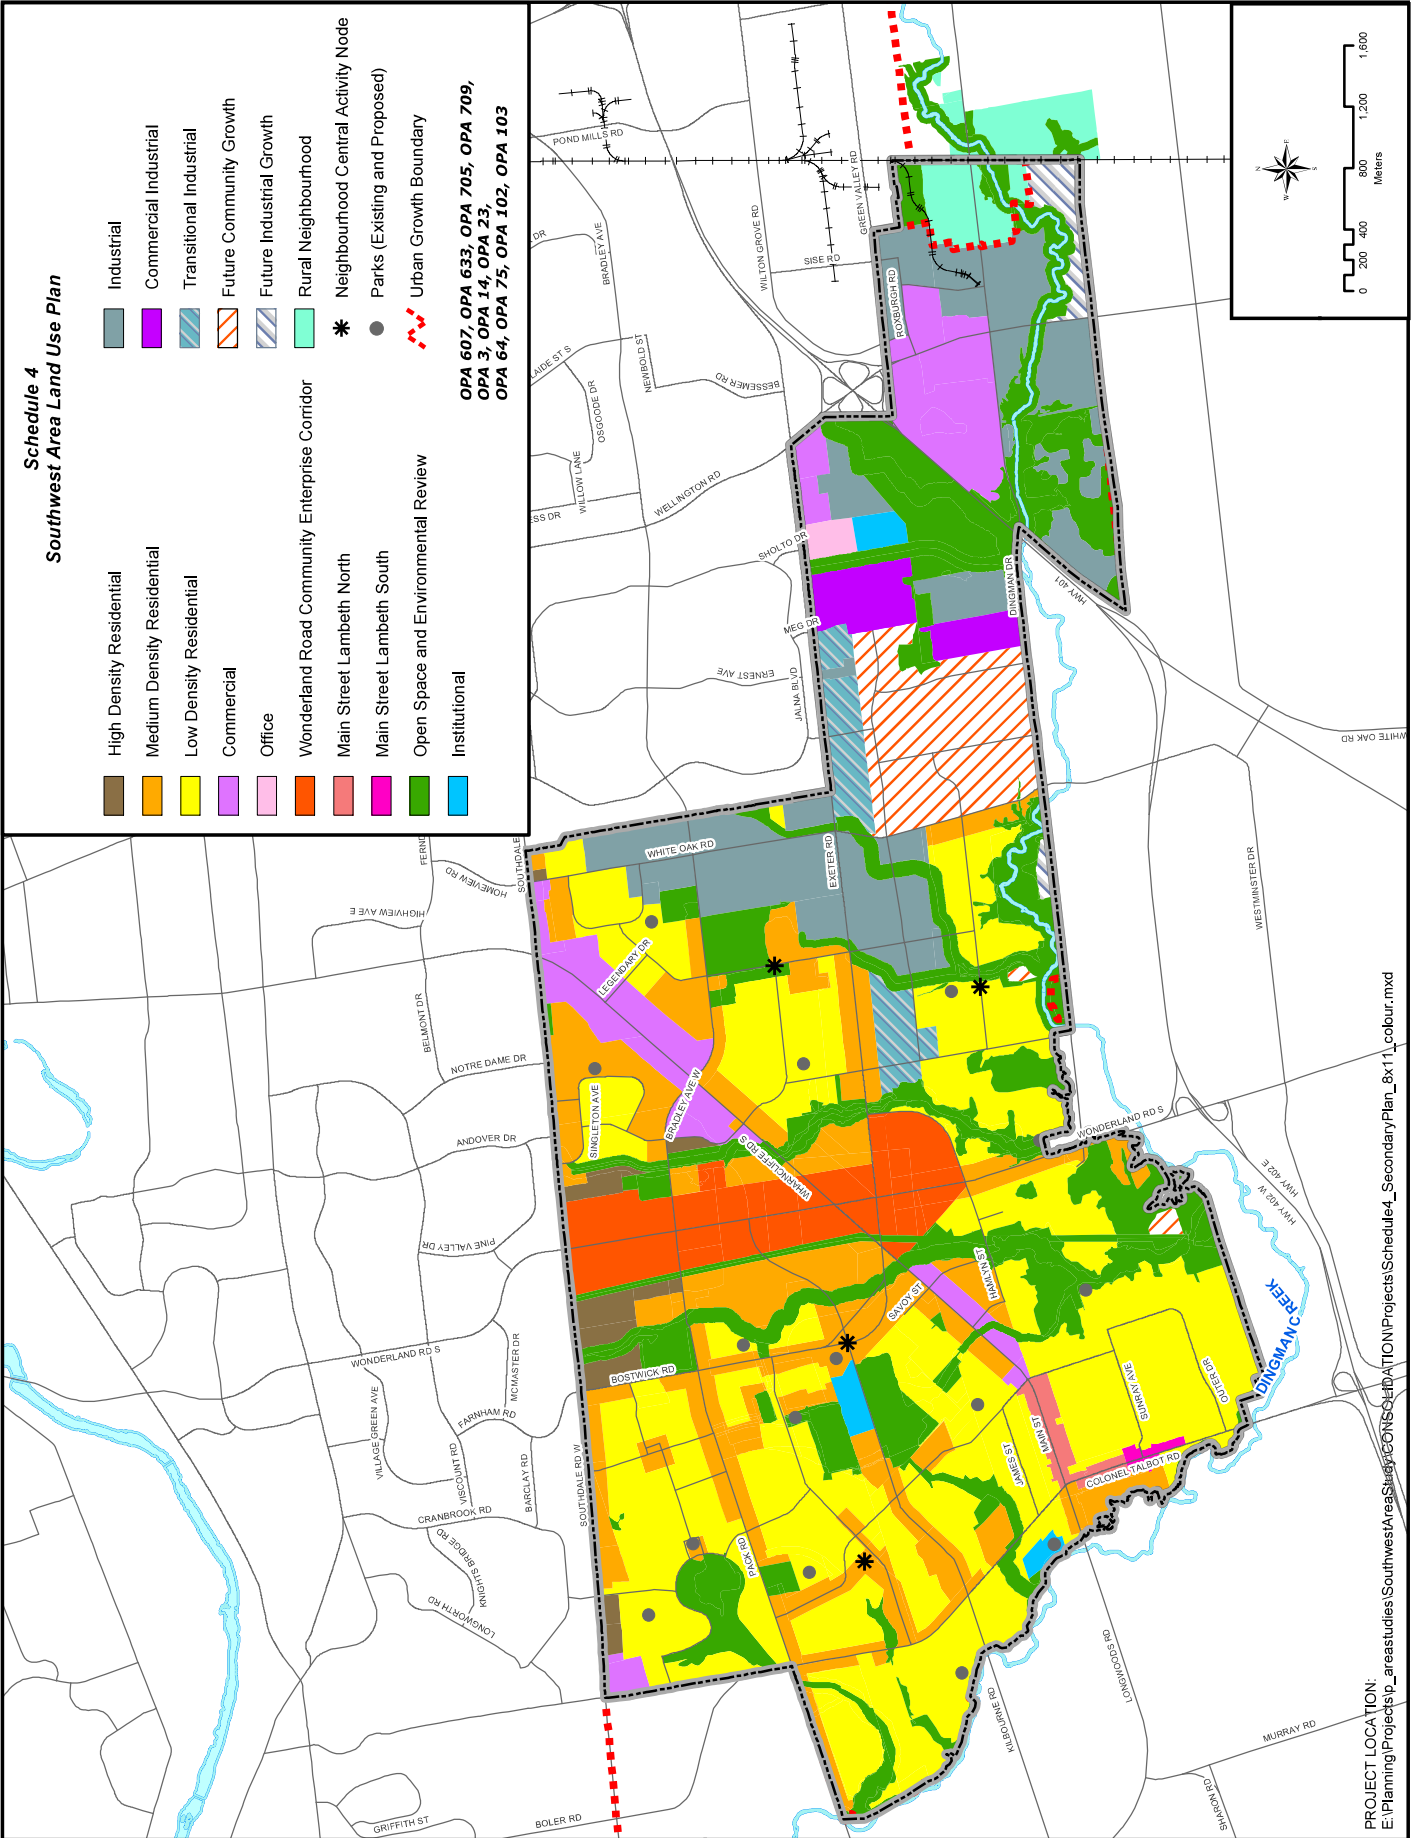 Schedule 4
Southwest Area Land Use Plan
High Density Residential
Medium Density Residential
Low Density Residential
Commercial
Office
Wonderland Road Community Enterprise Corridor
Main Street Lambeth North
Main Street Lambeth South
Open Space and Environmental Review
Institutional
Industrial
Commercial Industrial
Transitional Industrial
Future Community Growth
Future Industrial Growth
Rural Neighbourhood
Neighbourhood Central Activity Node
Parks (Existing and Proposed)
Urban Growth Boundary
OPA 607, OPA 633, OPA 705, OPA 709,
OPA 3, OPA 14, OPA 23,
OPA 64, OPA 75, OPA 102, OPA 103
POND MILLS RD
BRADLEY AVE
DR
WILTON GROVE RD
GREEN VALLEY RD
SISE RD
ROXBURGH RD
LAIDE ST S
NEWBOLD ST
OSGOODE DR
BESSEMER RD
WILLOW LANE
ESS DR
WELLINGTON RD
SHOLTO DR
MEG DR
ERNEST AVE
JALNA BLVD
DINGMAN DR
HWY 401
WHITE OAK RD
WESTMINSTER DR
N
E
S
W
0
200
400
800
1,200
1,600
Meters
FERND
HOMEVIEW RD
SOUTHDALE
HIGHVIEW AVE E
WHITE OAK RD
EXETER RD
LEGENDARY DR
BELMONT DR
NOTRE DAME DR
ANDOVER DR
SINGLETON AVE
BRADLEY AVE W
WHARNCLIFFE RD S
WONDERLAND RD S
HWY 402 E
HWY 402 W
PINE VALLEY DR
WONDERLAND RD S
MCMASTER DR
BOSTWICK RD
SAVOY ST
HAMLYN ST
VILLAGE GREEN AVE
FARNHAM RD
VISCOUNT RD
BARCLAY RD
SOUTHDALE RD W
CRANBROOK RD
KNIGHTS BRIDGE RD
LONGWORTH RD
PACK RD
JAMES ST
MAIN ST
COLONEL TALBOT RD
SUNRAY AVE
OUTER DR
DINGMAN CREEK
LONGWOODS RD
KILBOURNE RD
MURRAY RD
SHARON RD
BOLER RD
GRIFFITH ST
PROJECT LOCATION:
E:\Planning\Projects\p_areastudies\SouthwestAreaStudy\CONSOLIDATION\Projects\Schedule4_SecondaryPlan_8x11_colour.mxd